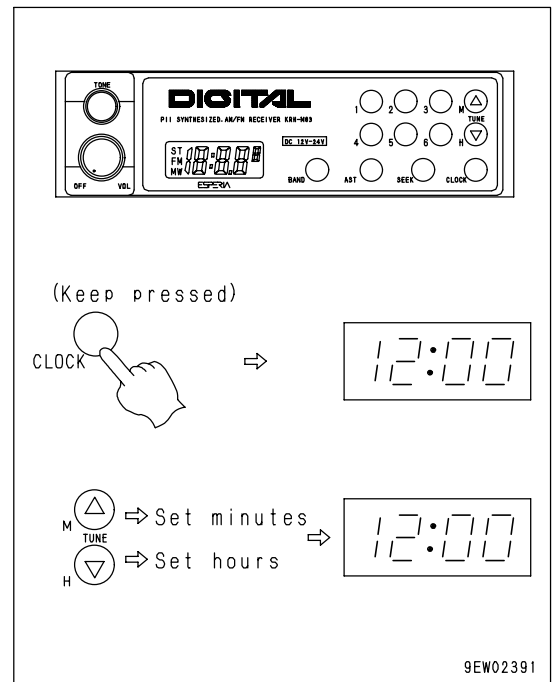 TONE
OFF VOL
DIGITAL
Pll SYNTHESIZED.AM/FM RECEIVER KRH-M03
ST
FM
MW
18:88
ESPERIA
DC 12V-24V
1 2 3 M
TUNE
4 5 6 H
BAND AST SEEK CLOCK
(Keep pressed)
CLOCK ⇨ 12:00
M ⇨ Set minutes
TUNE
H ⇨ Set hours
⇨ 12:00
9EW02391